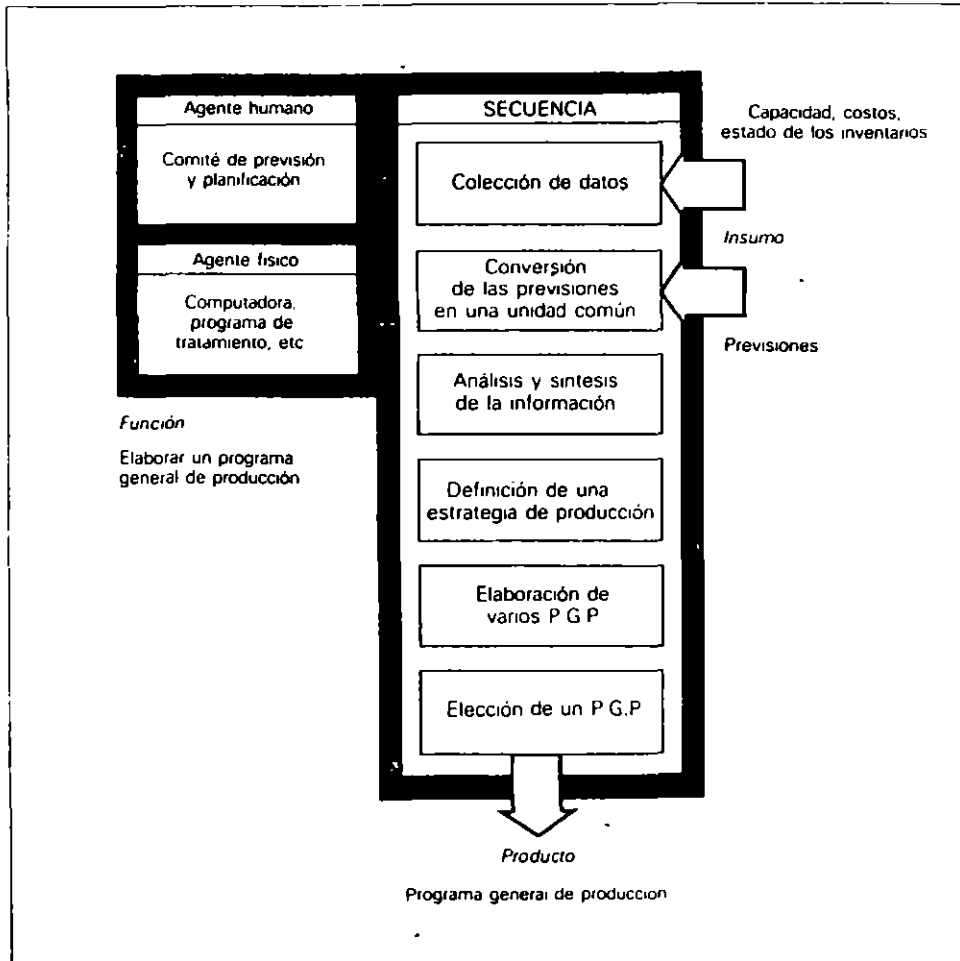 Agente humano
Comité de previsión
y planificación
Agente fisico
Computadora,
programa de
tratamiento, etc
Función
Elaborar un programa
general de producción
SECUENCIA
Colección de datos
Conversión
de las previsiones
en una unidad común
Análisis y sintesis
de la información
Definición de una
estrategia de producción
Elaboración de
varios P G P
Elección de un P G.P
Capacidad, costos,
estado de los inventarios
Insumo
Previsiones
Producto
Programa general de produccion